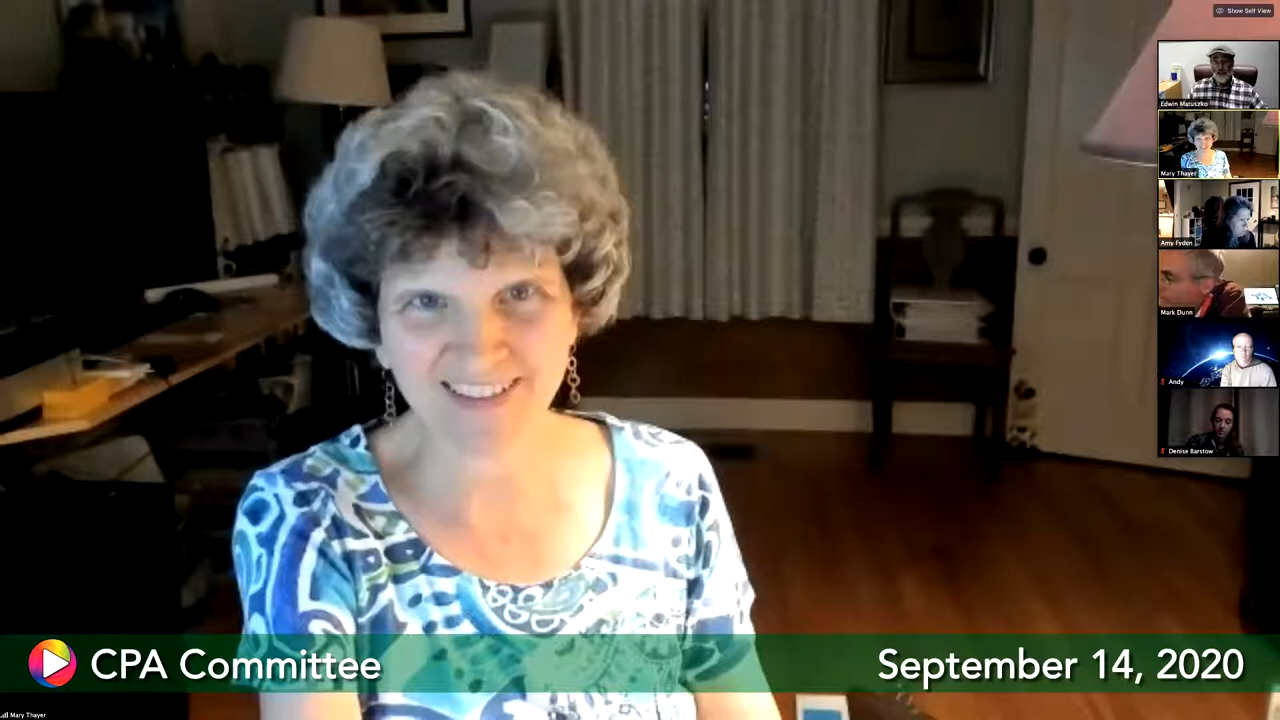 Show Self View
Edwin Matuszko
Mary Thayer
Amy Fyden
Mark Dunn
Andy
Denise Barstow
CPA Committee
September 14, 2020
Mary Thayer